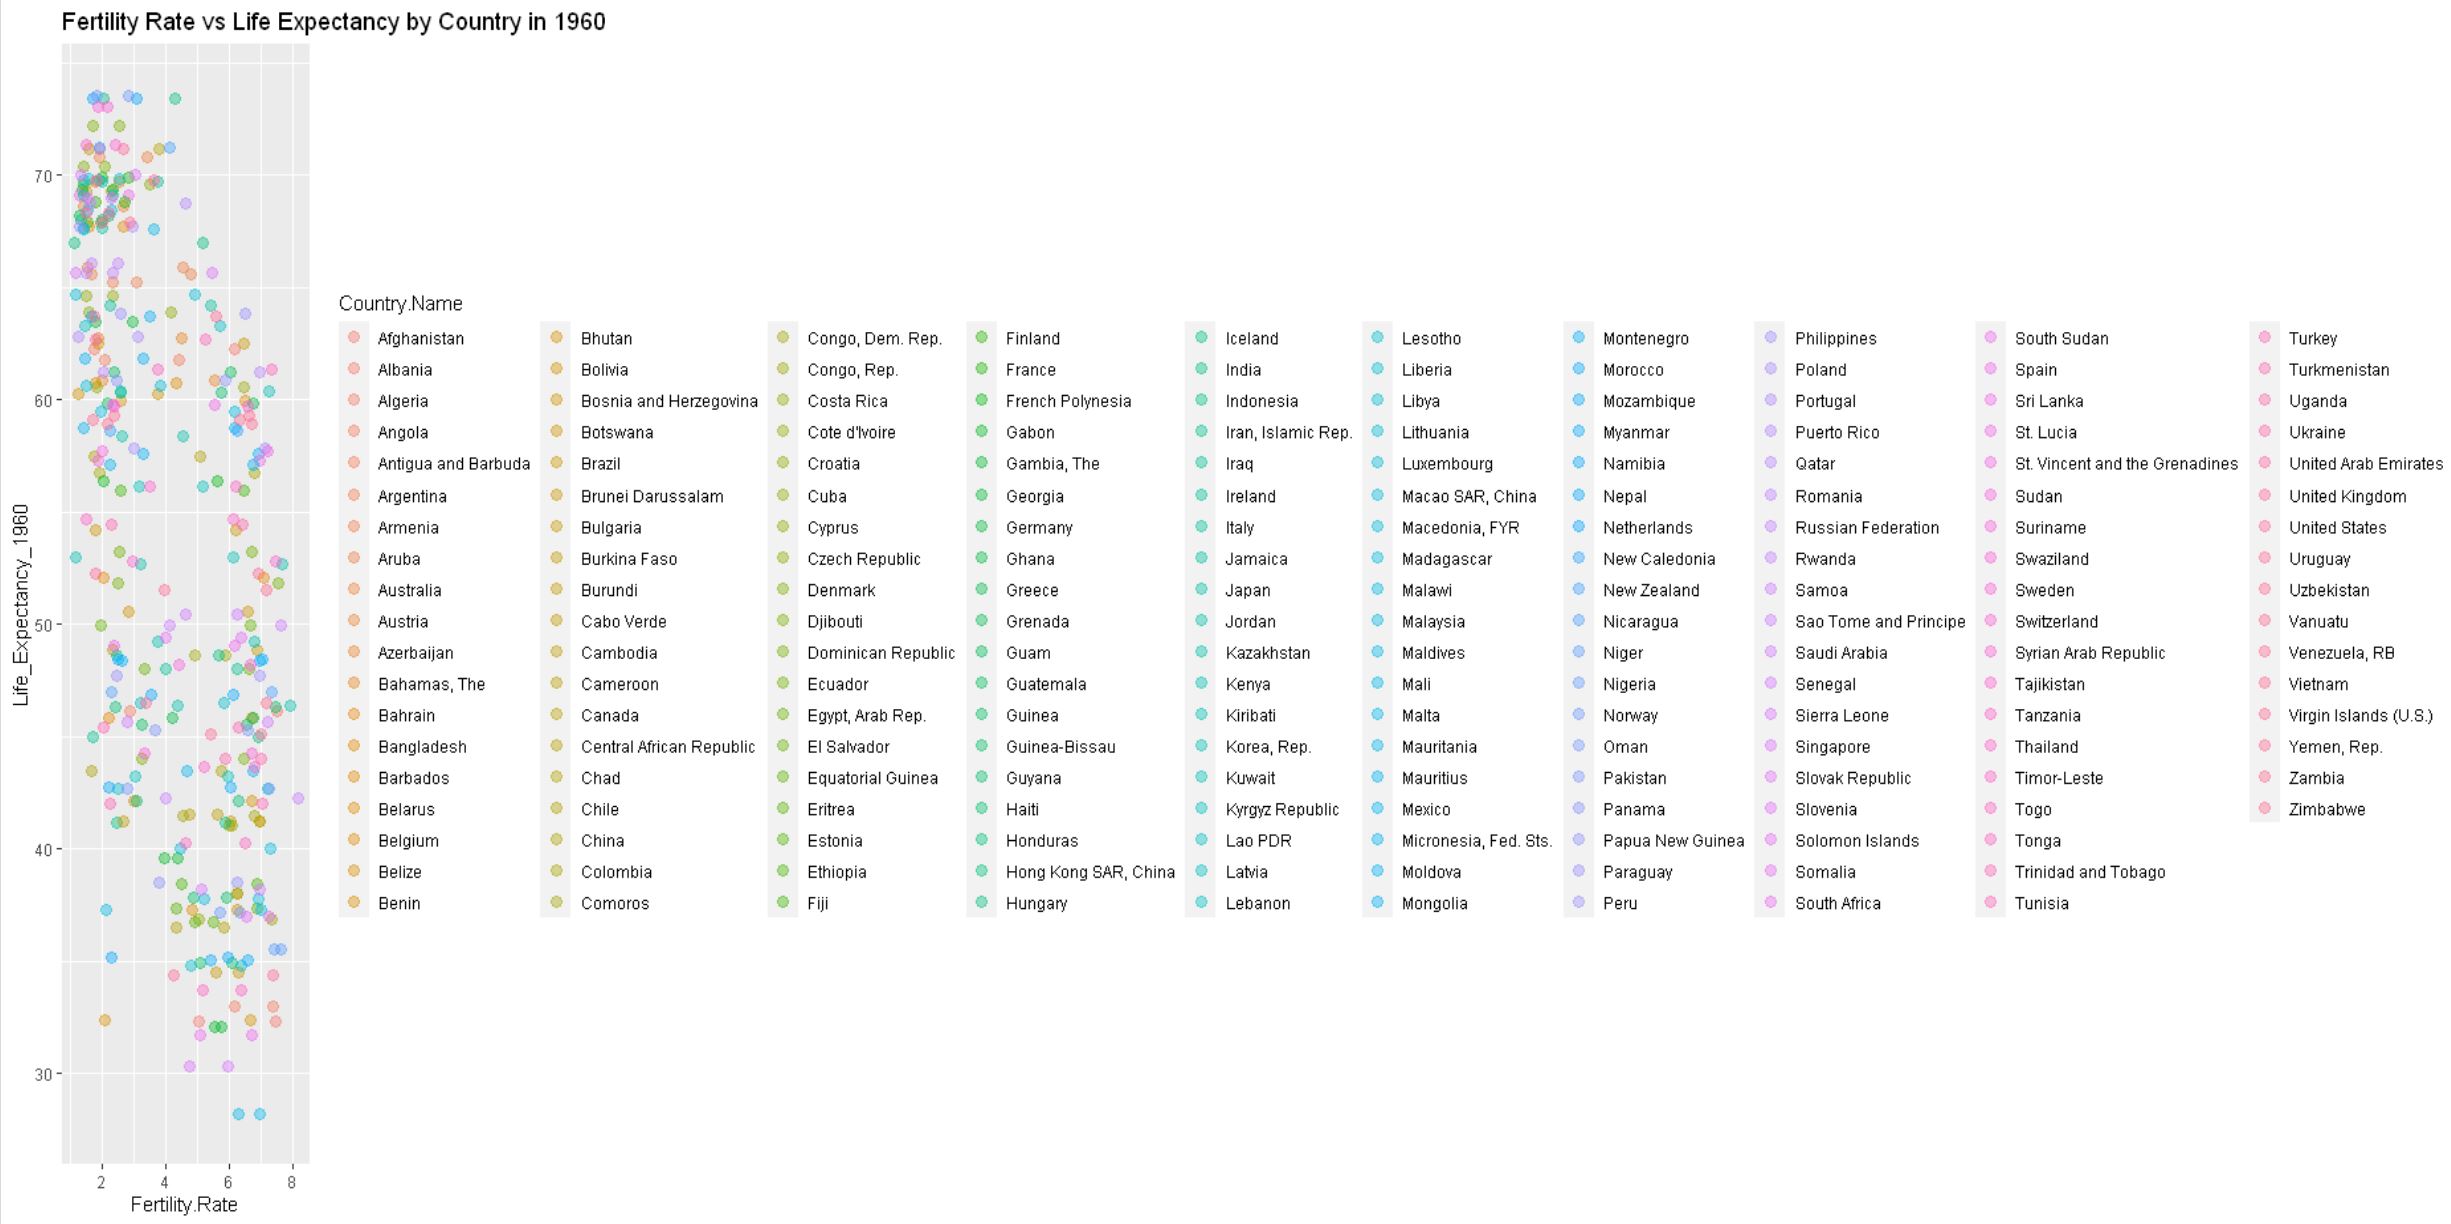 Fertility Rate vs Life Expectancy by Country in 1960
Life_Expectancy_1960
70
60
50
40
30
2 4 6 8
Fertility.Rate
Country.Name
Afghanistan
Albania
Algeria
Angola
Antigua and Barbuda
Argentina
Armenia
Aruba
Australia
Austria
Azerbaijan
Bahamas, The
Bahrain
Bangladesh
Barbados
Belarus
Belgium
Belize
Benin
Bhutan
Bolivia
Bosnia and Herzegovina
Botswana
Brazil
Brunei Darussalam
Bulgaria
Burkina Faso
Burundi
Cabo Verde
Cambodia
Cameroon
Canada
Central African Republic
Chad
Chile
China
Colombia
Comoros
Congo, Dem. Rep.
Congo, Rep.
Costa Rica
Cote d'Ivoire
Croatia
Cuba
Cyprus
Czech Republic
Denmark
Djibouti
Dominican Republic
Ecuador
Egypt, Arab Rep.
El Salvador
Equatorial Guinea
Eritrea
Estonia
Ethiopia
Fiji
Finland
France
French Polynesia
Gabon
Gambia, The
Georgia
Germany
Ghana
Greece
Grenada
Guam
Guatemala
Guinea
Guinea-Bissau
Guyana
Haiti
Honduras
Hong Kong SAR, China
Hungary
Iceland
India
Indonesia
Iran, Islamic Rep.
Iraq
Ireland
Italy
Jamaica
Japan
Jordan
Kazakhstan
Kenya
Kiribati
Korea, Rep.
Kuwait
Kyrgyz Republic
Lao PDR
Latvia
Lebanon
Lesotho
Liberia
Libya
Lithuania
Luxembourg
Macao SAR, China
Macedonia, FYR
Madagascar
Malawi
Malaysia
Maldives
Mali
Malta
Mauritania
Mauritius
Mexico
Micronesia, Fed. Sts.
Moldova
Mongolia
Montenegro
Morocco
Mozambique
Myanmar
Namibia
Nepal
Netherlands
New Caledonia
New Zealand
Nicaragua
Niger
Nigeria
Norway
Oman
Pakistan
Panama
Papua New Guinea
Paraguay
Peru
Philippines
Poland
Portugal
Puerto Rico
Qatar
Romania
Russian Federation
Rwanda
Samoa
Sao Tome and Principe
Saudi Arabia
Senegal
Sierra Leone
Singapore
Slovak Republic
Slovenia
Solomon Islands
Somalia
South Africa
South Sudan
Spain
Sri Lanka
St. Lucia
St. Vincent and the Grenadines
Sudan
Suriname
Swaziland
Sweden
Switzerland
Syrian Arab Republic
Tajikistan
Tanzania
Thailand
Timor-Leste
Togo
Tonga
Trinidad and Tobago
Tunisia
Turkey
Turkmenistan
Uganda
Ukraine
United Arab Emirates
United Kingdom
United States
Uruguay
Uzbekistan
Vanuatu
Venezuela, RB
Vietnam
Virgin Islands (U.S.)
Yemen, Rep.
Zambia
Zimbabwe